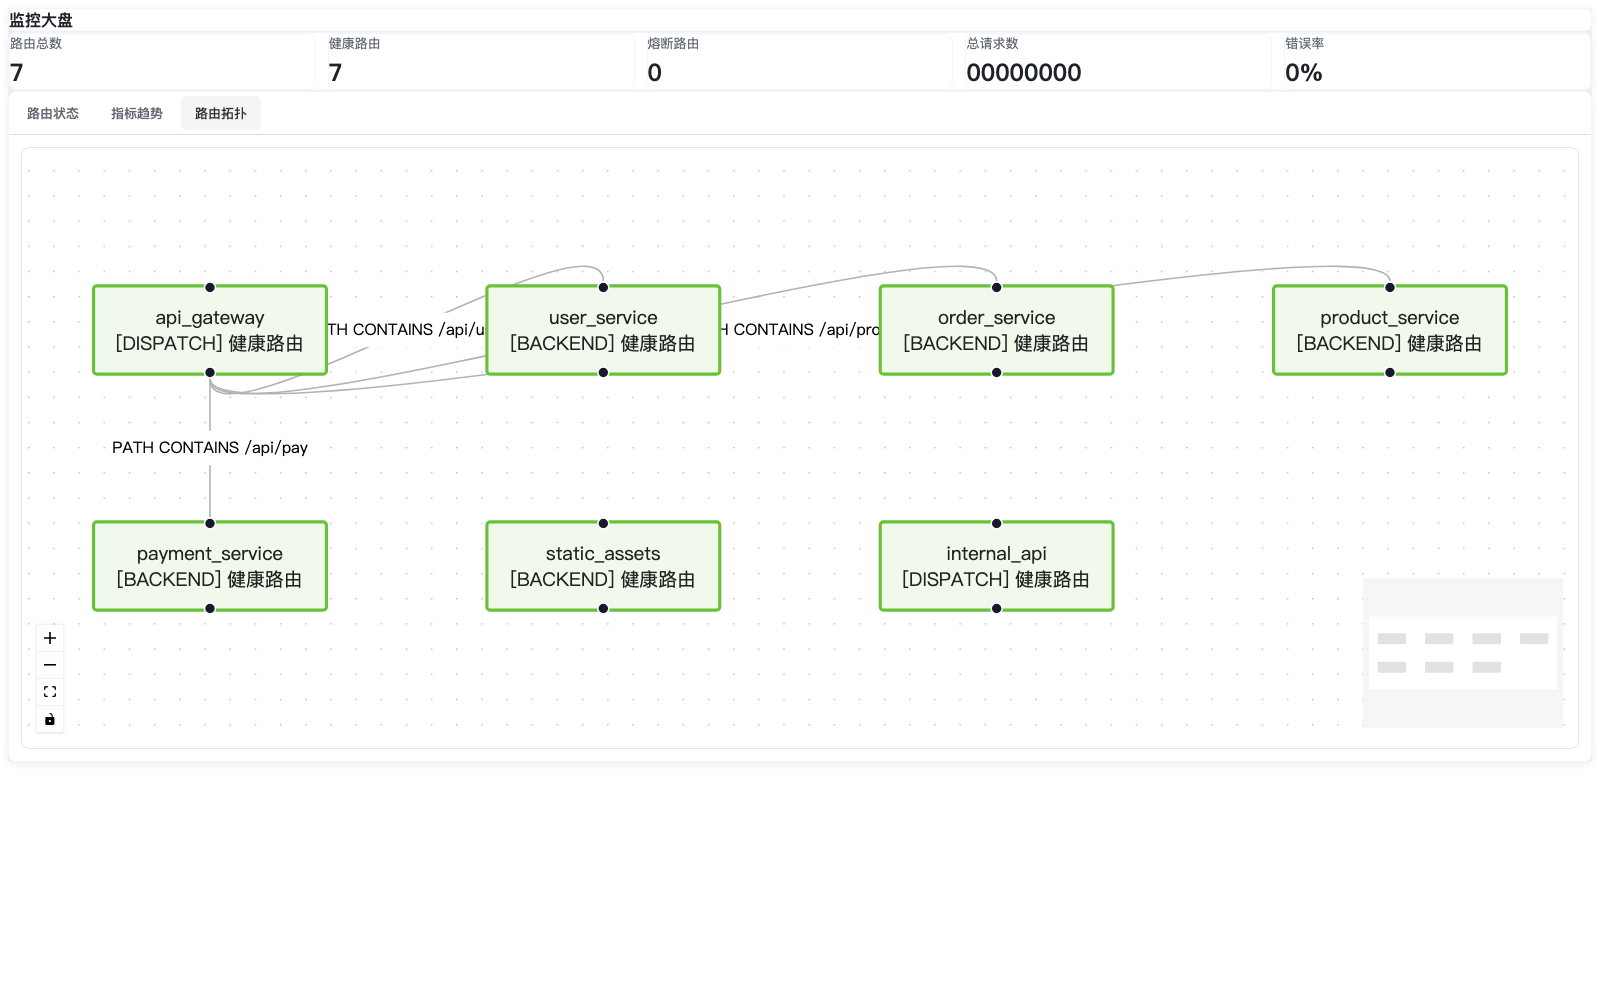 监控大盘
路由总数
7
健康路由
7
熔断路由
0
总请求数
00000000
错误率
0%
路由状态
指标趋势
路由拓扑
api_gateway
[DISPATCH] 健康路由
TH CONTAINS /api/u
user_service
[BACKEND] 健康路由
CONTAINS /api/pro
order_service
[BACKEND] 健康路由
product_service
[BACKEND] 健康路由
PATH CONTAINS /api/pay
payment_service
[BACKEND] 健康路由
static_assets
[BACKEND] 健康路由
internal_api
[DISPATCH] 健康路由